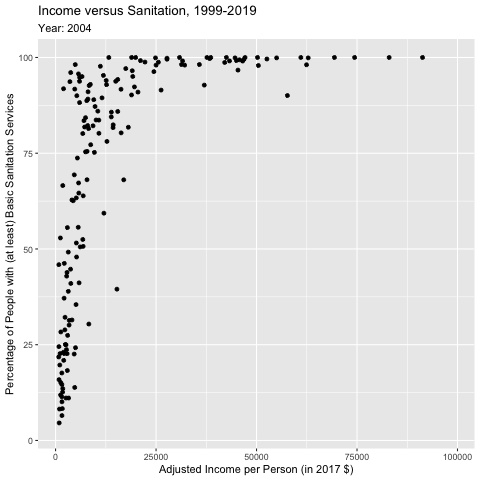 Income versus Sanitation, 1999-2019
Year: 2004
Percentage of People with (at least) Basic Sanitation Services
100
75
50
25
0
0 25000 50000 75000 100000
Adjusted Income per Person (in 2017 $)